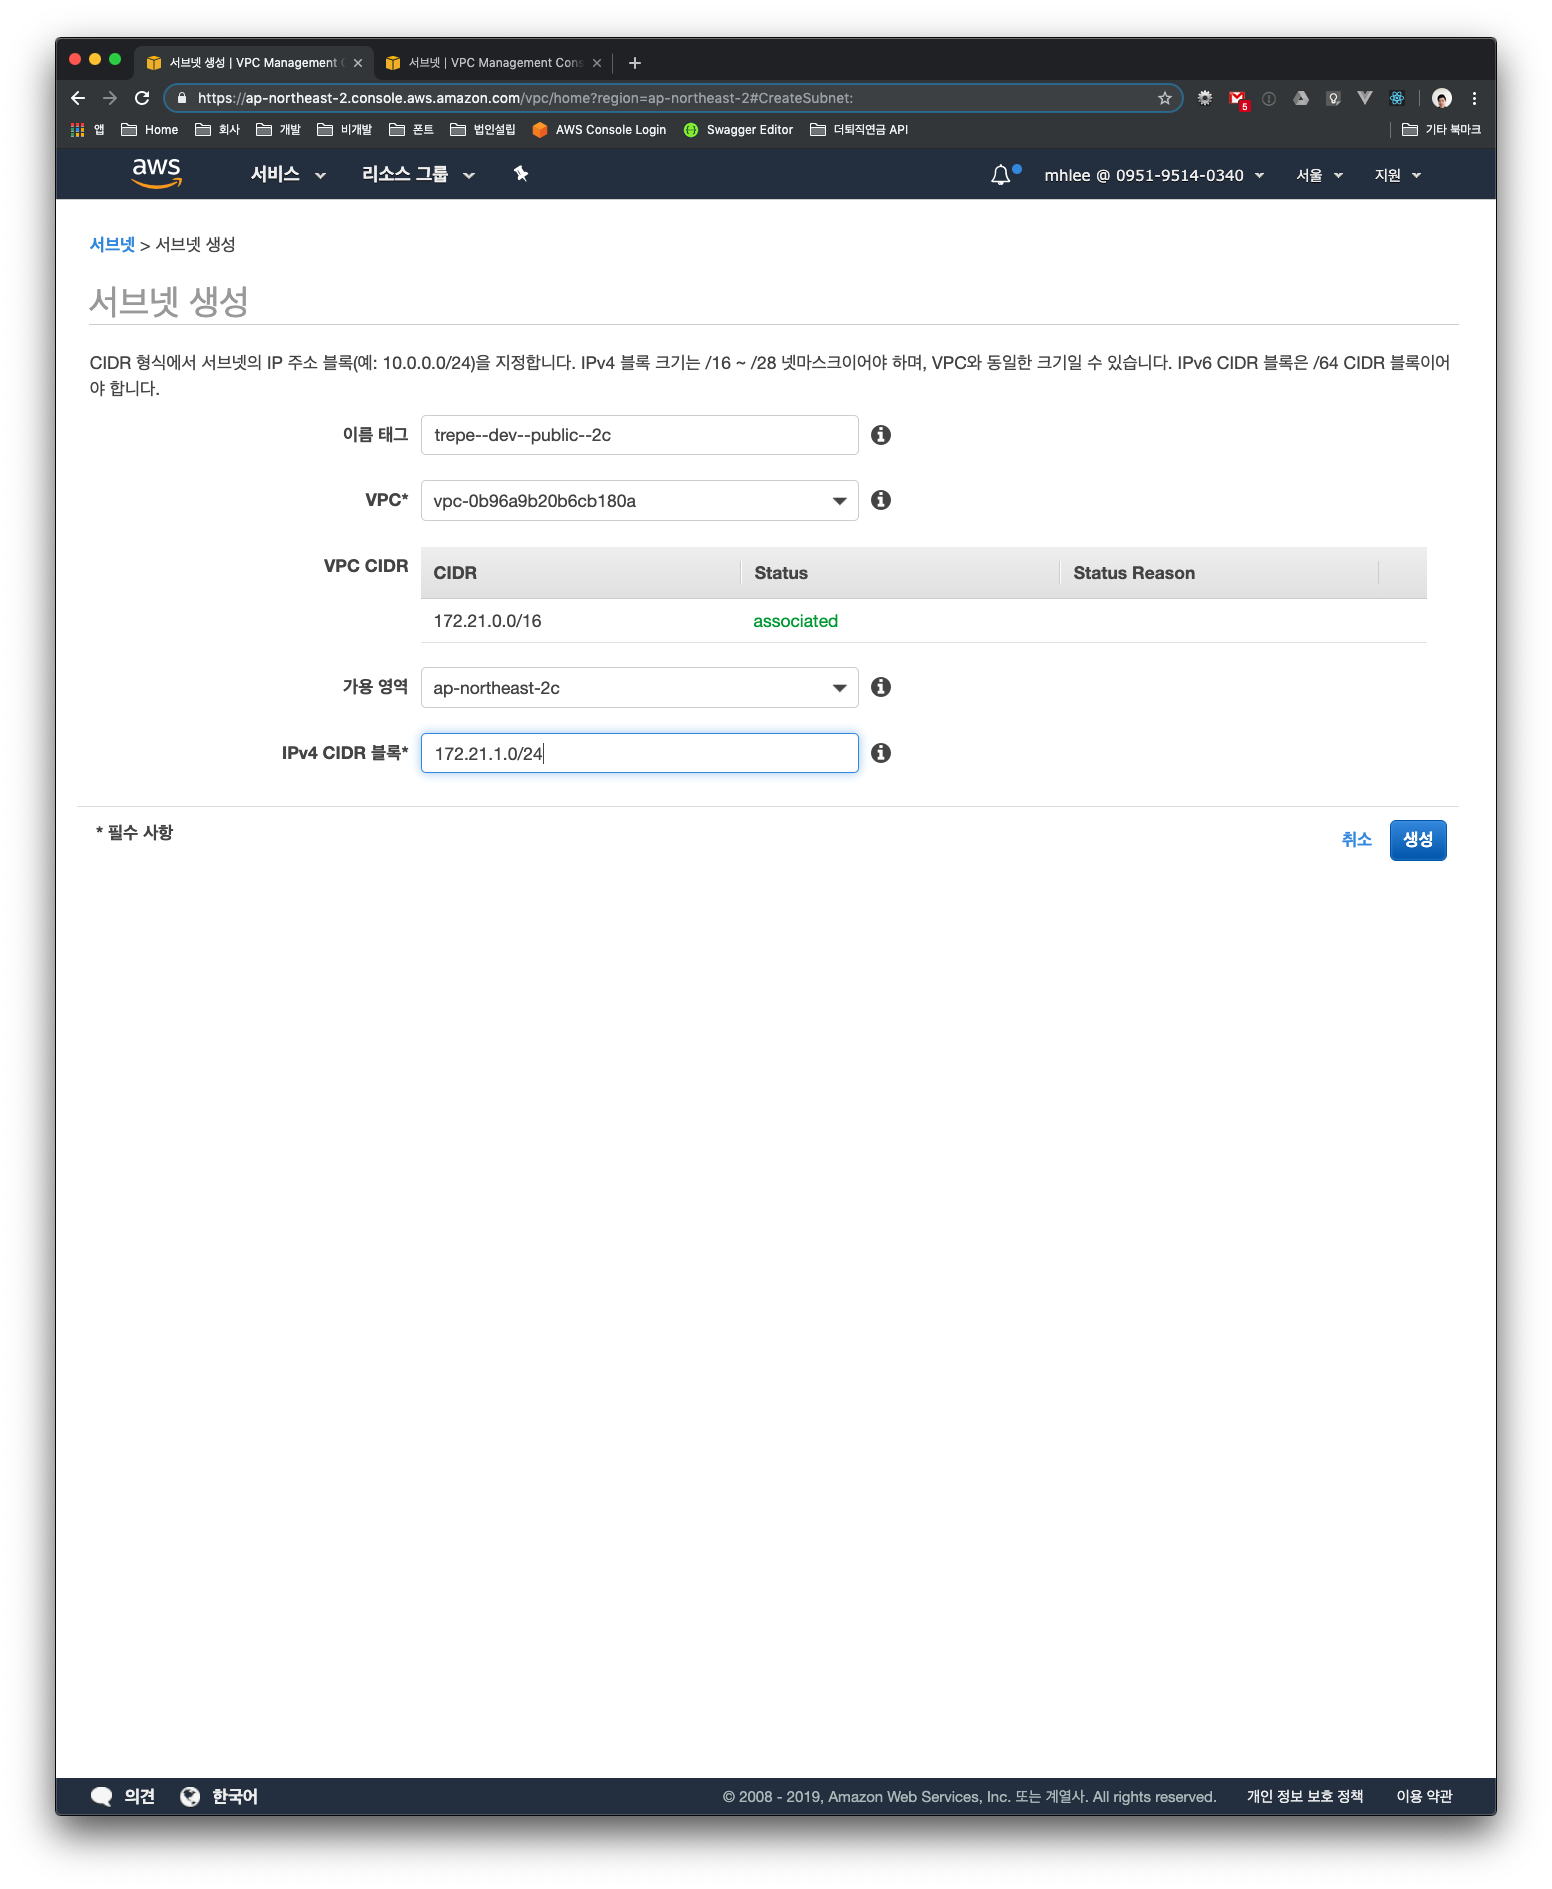 서브넷 생성 | VPC Management C
서브넷 | VPC Management Cons
https://ap-northeast-2.console.aws.amazon.com/vpc/home?region=ap-northeast-2#CreateSubnet:
5
앱 Home 회사 개발 비개발 폰트 법인설립 AWS Console Login Swagger Editor 더퇴직연금 API 기타 북마크
aws 서비스 리소스 그룹 mhlee @ 0951-9514-0340 서울 지원
서브넷 > 서브넷 생성
서브넷 생성
CIDR 형식에서 서브넷의 IP 주소 블록(예: 10.0.0.0/24)을 지정합니다. IPv4 블록 크기는 /16 ~ /28 넷마스크이어야 하며, VPC와 동일한 크기일 수 있습니다. IPv6 CIDR 블록은 /64 CIDR 블록이어
야 합니다.
이름 태그 trepe--dev--public--2c
VPC* vpc-0b96a9b20b6cb180a
VPC CIDR CIDR Status Status Reason
172.21.0.0/16 associated
가용 영역 ap-northeast-2c
IPv4 CIDR 블록* 172.21.1.0/24
* 필수 사항 취소 생성
의견 한국어 © 2008 - 2019, Amazon Web Services, Inc. 또는 계열사. All rights reserved. 개인 정보 보호 정책 이용 약관